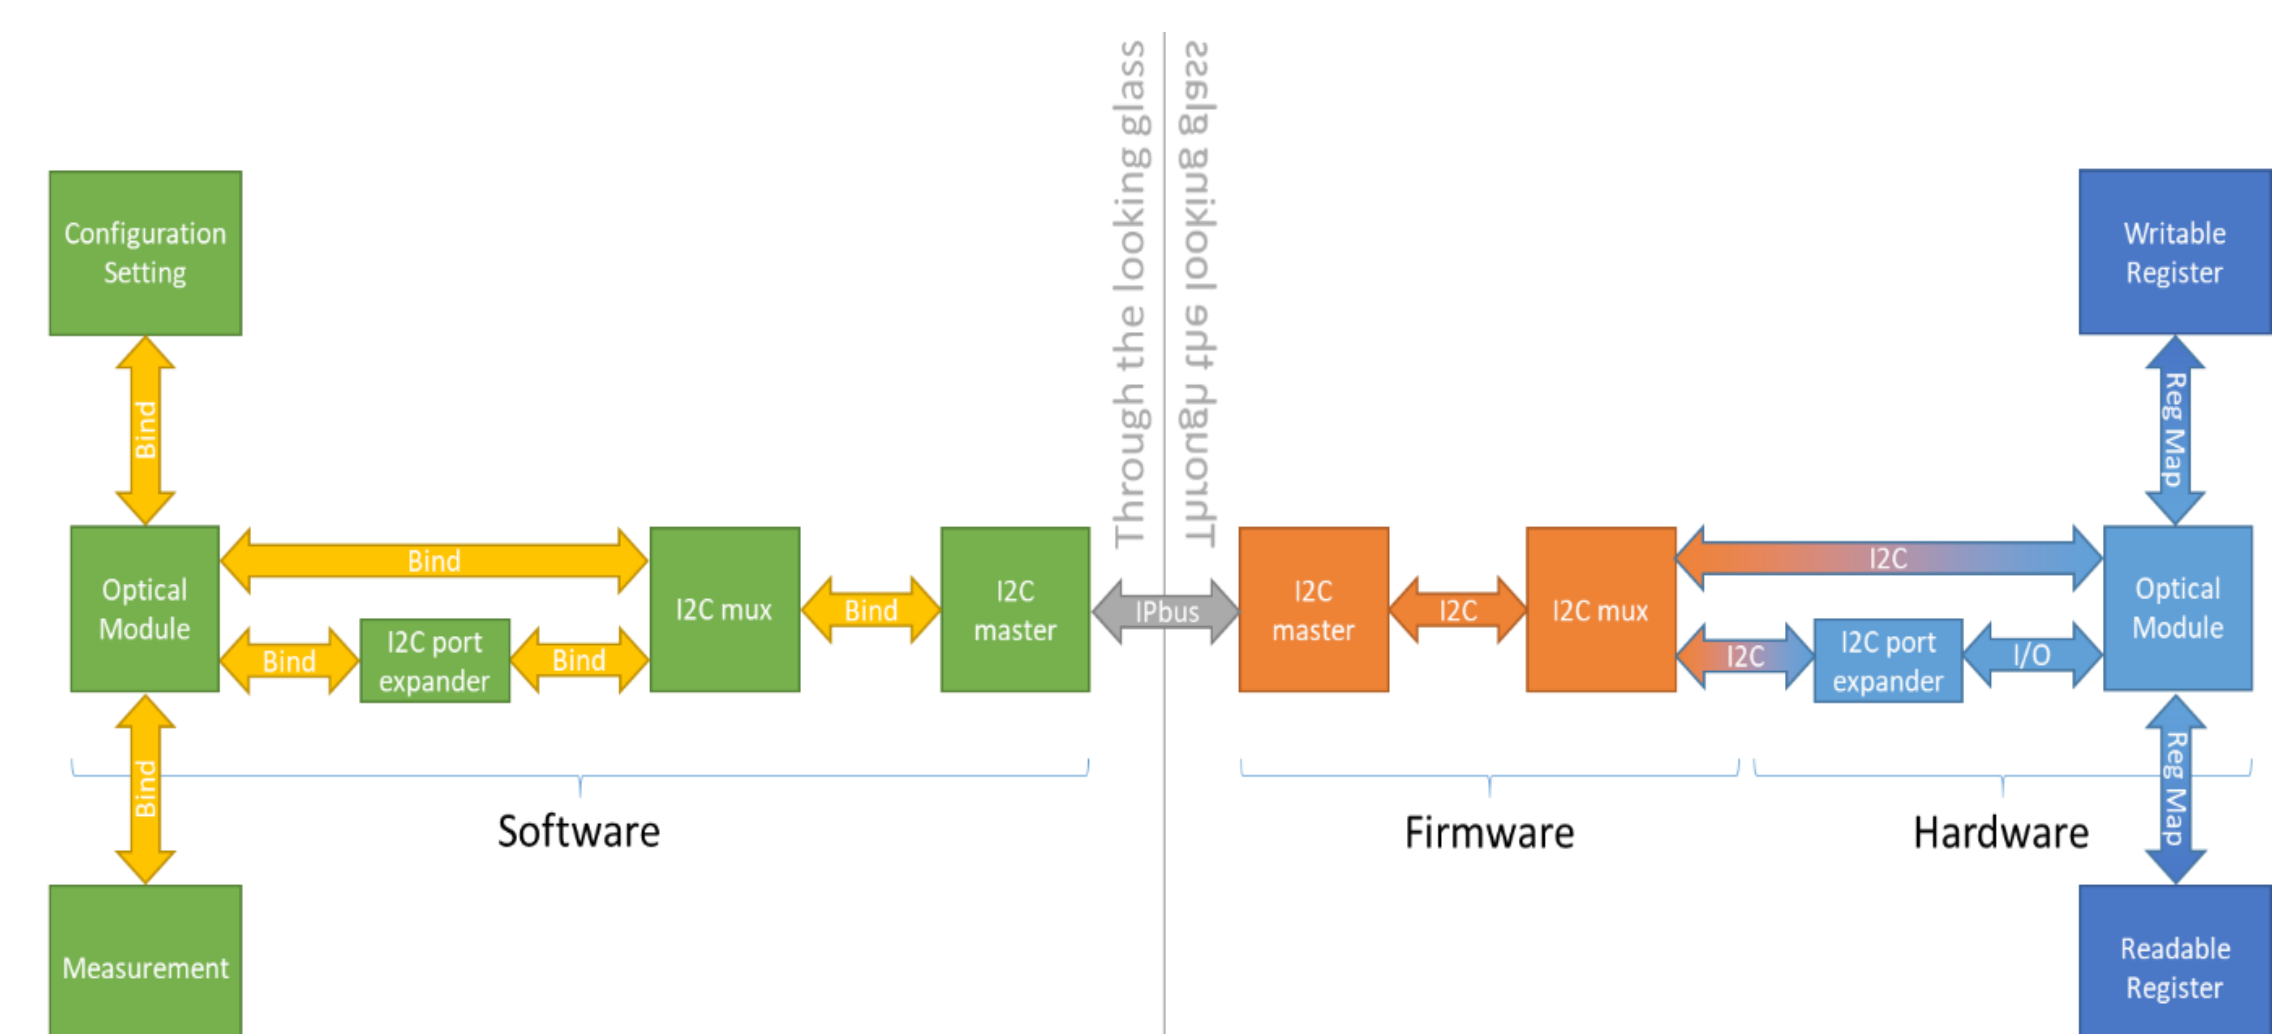 Through the looking glass
Through the looking glass
Configuration
Setting
Writable
Register
Bind
Reg Map
Optical
Module
Bind
I2C mux
Bind
I2C
master
IPbus
I2C
master
I2C
I2C mux
I2C
Optical
Module
Bind
I2C port
expander
Bind
I2C
I2C port
expander
I/O
Bind
Reg Map
Software
Firmware
Hardware
Measurement
Readable
Register